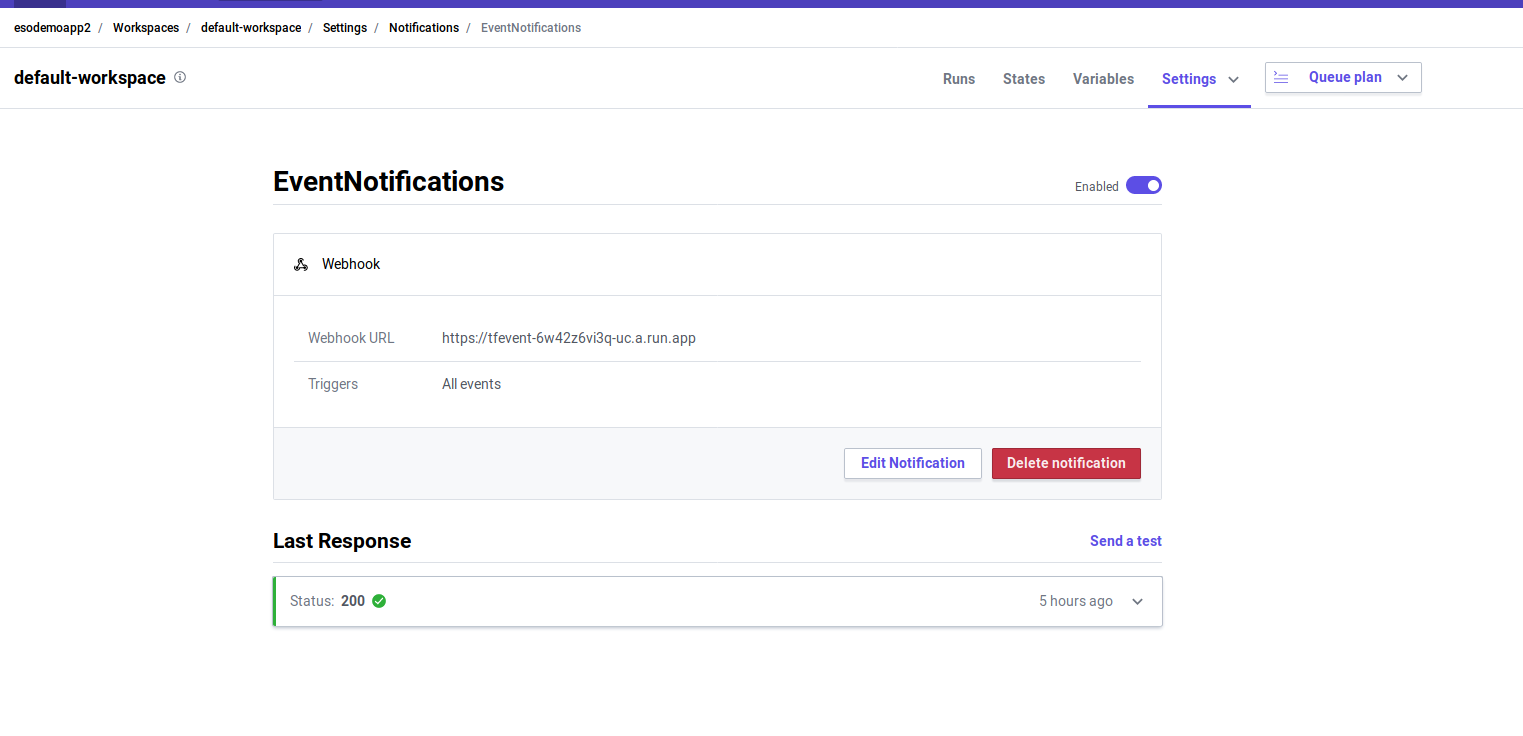 esodemoapp2 / Workspaces / default-workspace / Settings / Notifications / EventNotifications
default-workspace
Runs States Variables Settings Queue plan
EventNotifications
Enabled
Webhook
Webhook URL https://tfevent-6w42z6vi3q-uc.a.run.app
Triggers All events
Edit Notification Delete notification
Last Response Send a test
Status: 200 5 hours ago